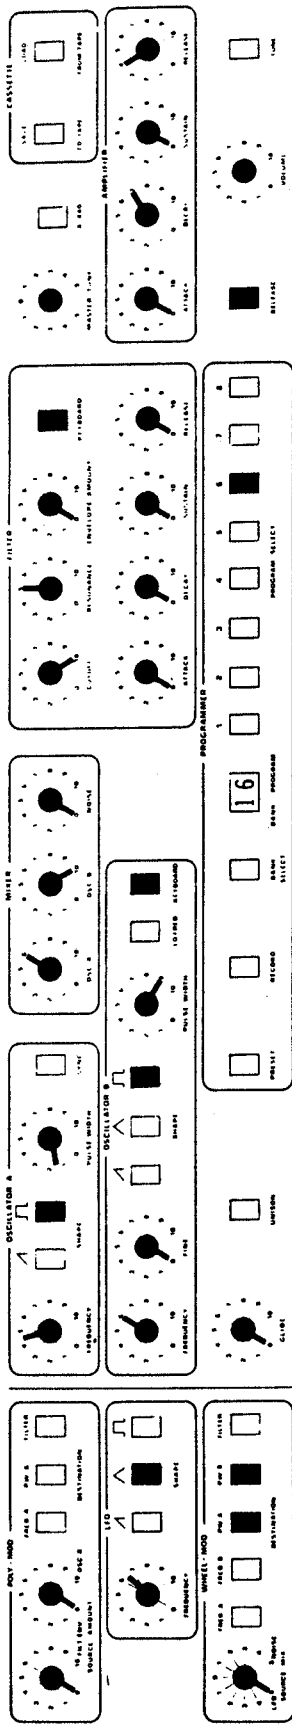 POLY-MOD
FILTER
PW A
FREQ A
DESTINATION
OSC B
FILTER
SOURCE AMOUNT
OSCILLATOR A
SYNC
PULSE WIDTH
SHAPE
FREQUENCY
MIXER
OSC A
OSC B
NOISE
FILTER
CUTOFF
RESONANCE
ENVELOPE AMOUNT
KEYBOARD
ATTACK
DECAY
SUSTAIN
RELEASE
MASTER TUNE
A-440
CASSETTE
SAVE
TO TAPE
LOAD
FROM TAPE
LFO
FREQUENCY
SHAPE
OSCILLATOR B
FREQUENCY
FINE
SHAPE
PULSE WIDTH
LO FREQ
KEYBOARD
AMPLIFIER
ATTACK
DECAY
SUSTAIN
RELEASE
WHEEL-MOD
LFO
NOISE
SOURCE MIX
FREQ A
FREQ B
PW A
PW B
FILTER
DESTINATION
GLIDE
UNISON
PROGRAMMER
PRESET
RECORD
BANK
SELECT
16
BANK PROGRAM
1 2 3 4 5 6 7 8
PROGRAM SELECT
RELEASE
VOLUME
TUNE